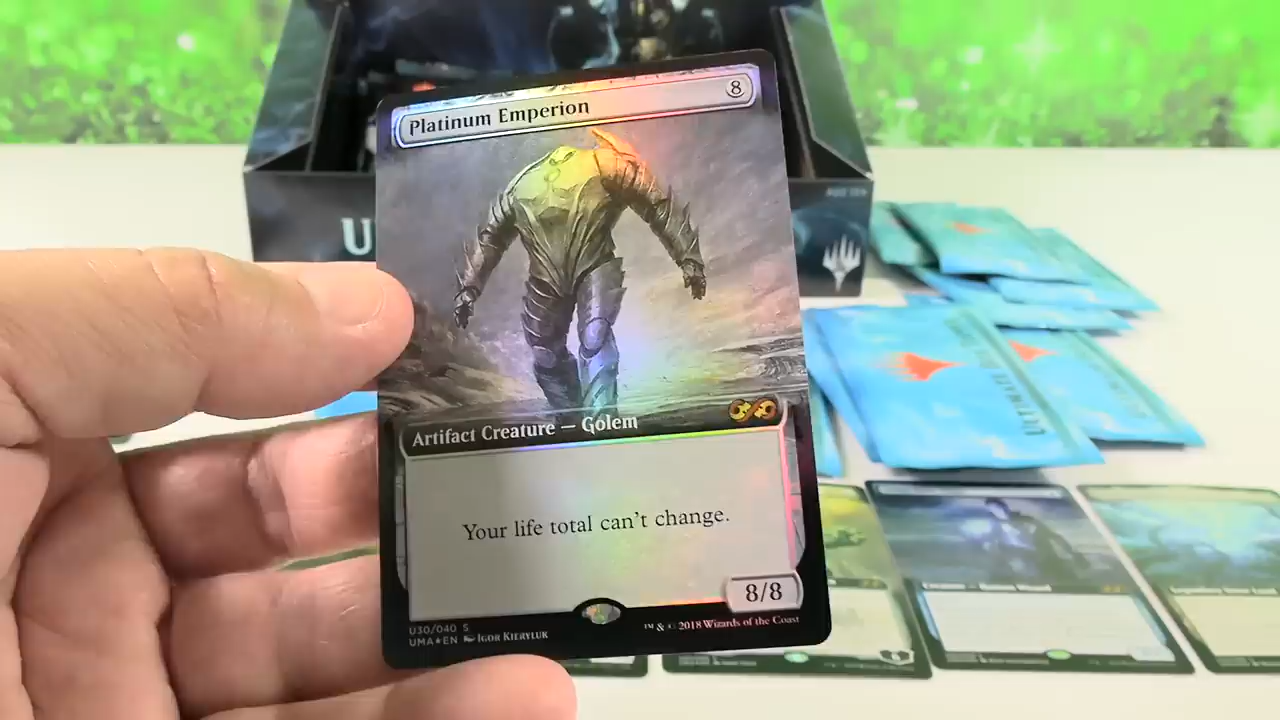 Platinum Emperion
8
Artifact Creature — Golem
Your life total can't change.
8/8
U30/040 S
UMA★EN Igor Kieryluk
™ & © 2018 Wizards of the Coast
U